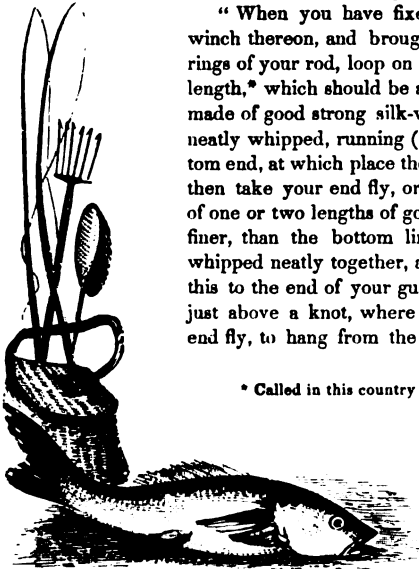 “ When you have fixe
winch thereon, and broug
rings of your rod, loop on
length,* which should be a
made of good strong silk-w
neatly whipped, running (
tom end, at which place the
then take your end fly, or
of one or two lengths of go
finer, than the bottom lin
whipped neatly together, a
this to the end of your gu
just above a knot, where
end fly, to hang from the
* Called in this country